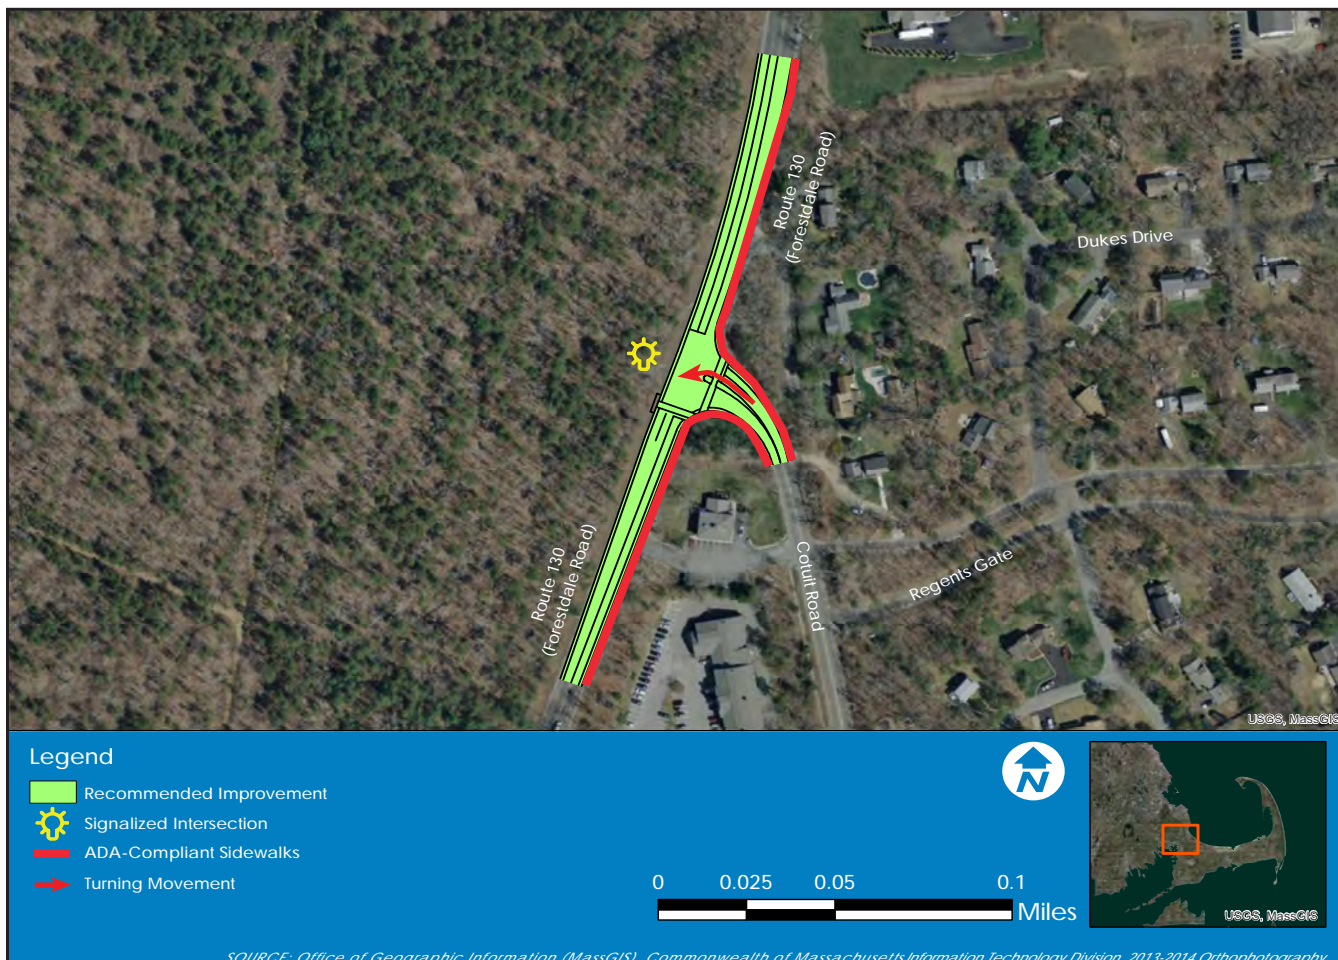 Route 130
(Forestdale Road)
Dukes Drive
Route 130
(Forestdale Road)
Cotuit Road
Regents Gate
USGS, MassGIS
Legend
Recommended Improvement
Signalized Intersection
ADA-Compliant Sidewalks
Turning Movement
N
0 0.025 0.05 0.1
Miles
USGS, MassGIS
SOURCE: Office of Geographic Information (MassGIS), Commonwealth of Massachusetts Information Technology Division, 2013-2014 Orthophotography